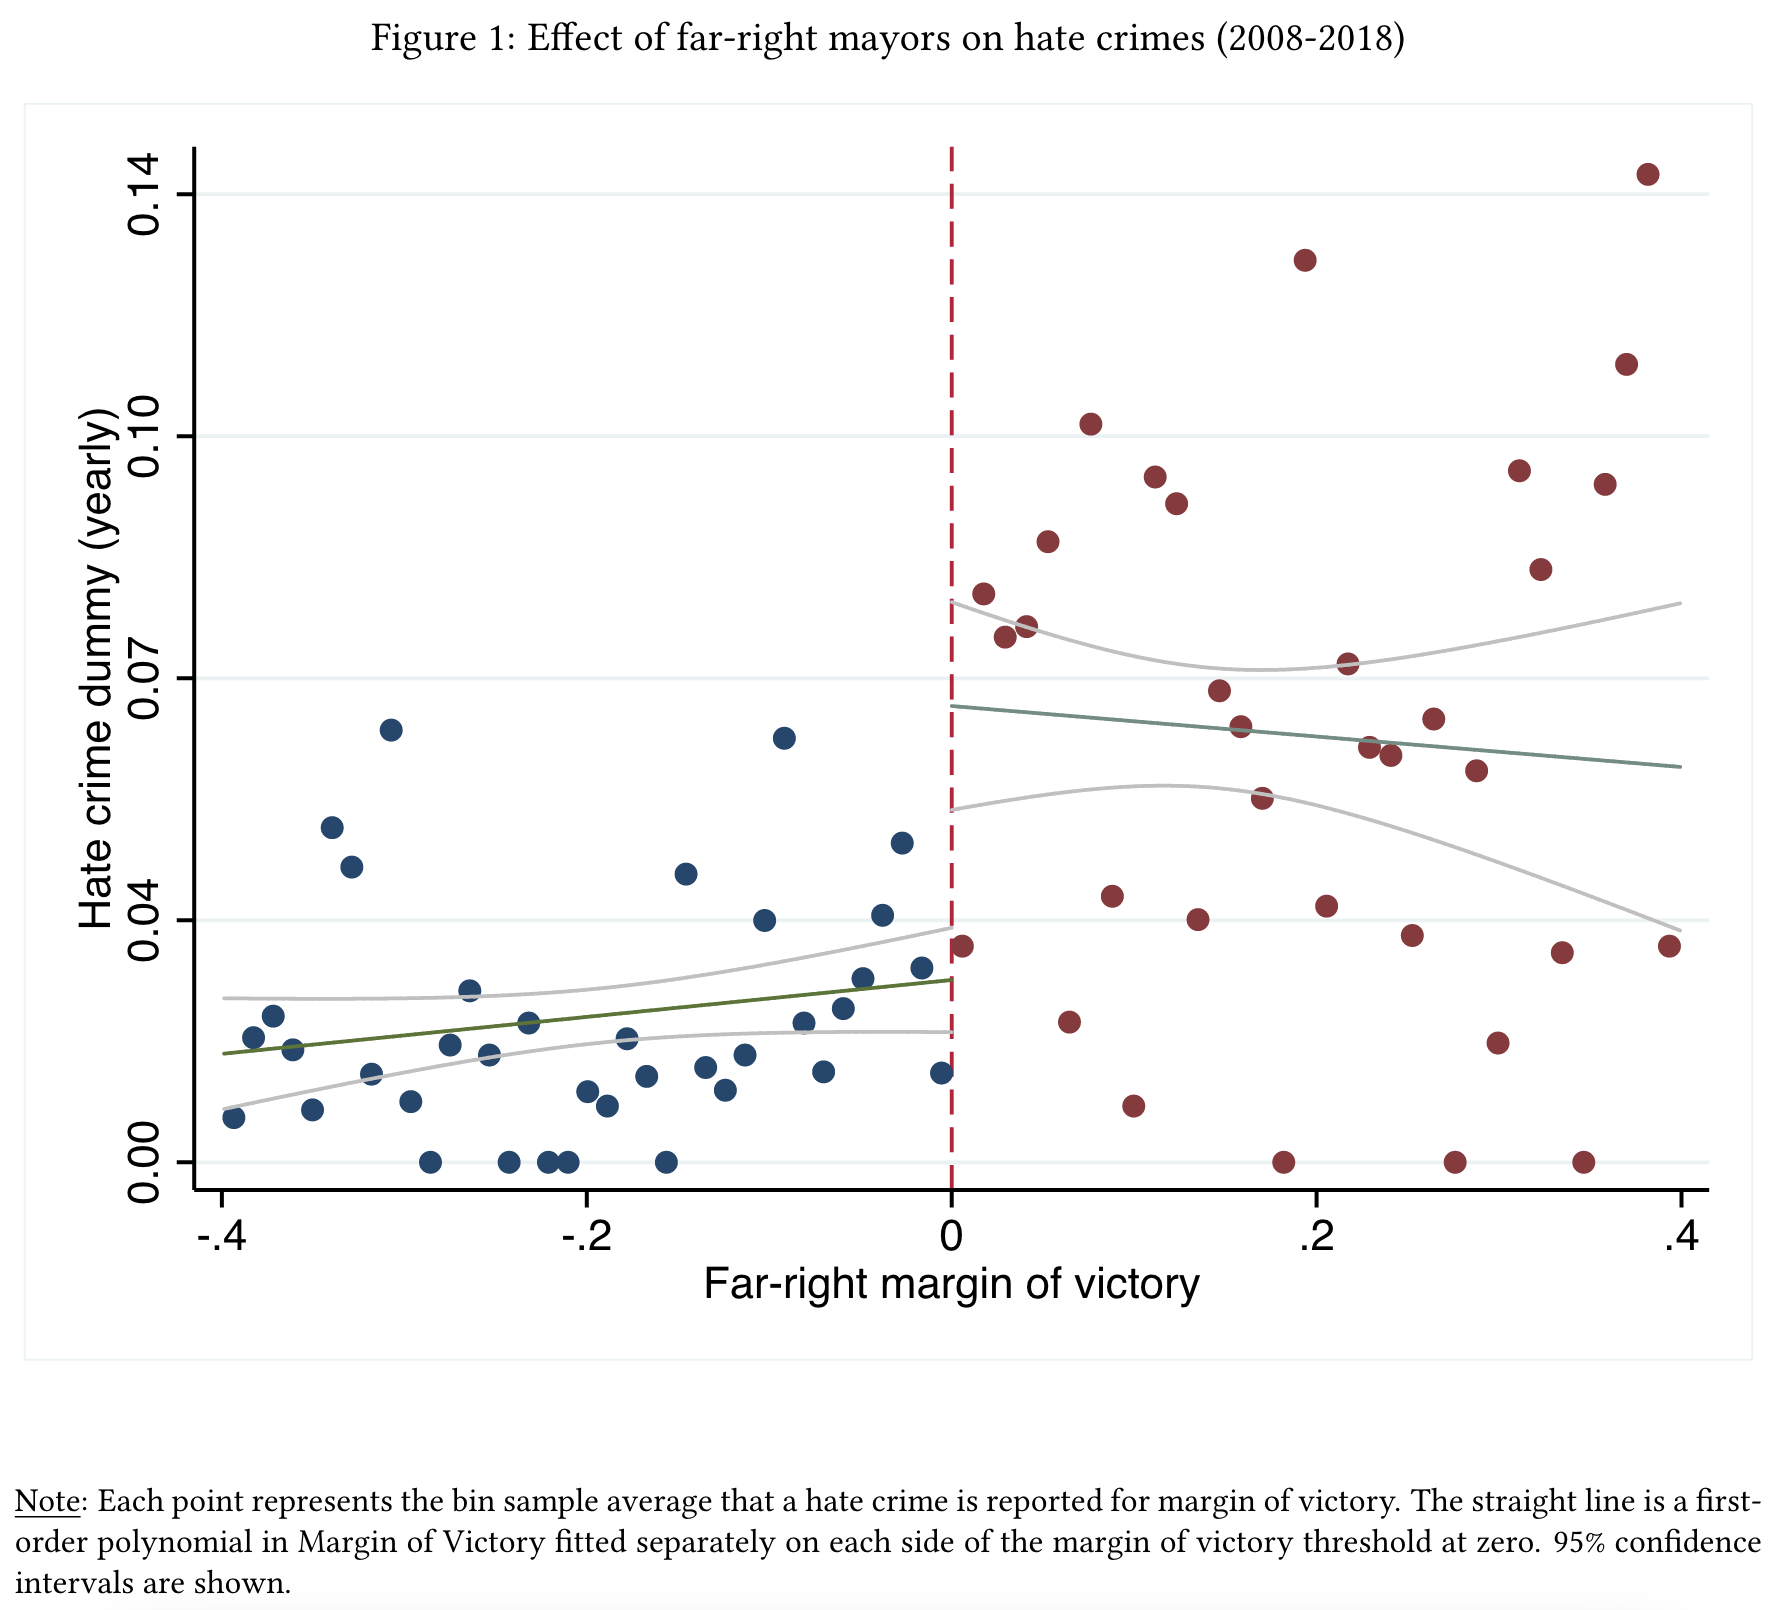 Figure 1: Effect of far-right mayors on hate crimes (2008-2018)
Hate crime dummy (yearly)
0.14
0.10
0.07
0.04
0.00
-.4
-.2
0
.2
.4
Far-right margin of victory
Note: Each point represents the bin sample average that a hate crime is reported for margin of victory. The straight line is a first-
order polynomial in Margin of Victory fitted separately on each side of the margin of victory threshold at zero. 95% confidence
intervals are shown.